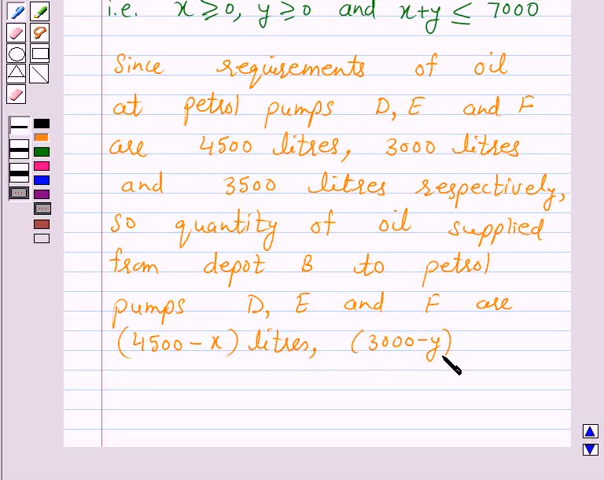 i.e. x ≥ 0, y ≥ 0 and x+y ≤ 7000
Since requirements of oil
at petrol pumps D, E and F
are 4500 litres, 3000 litres
and 3500 litres respectively,
so quantity of oil supplied
from depot B to petrol
pumps D, E and F are
(4500 - x) litres, (3000 - y)